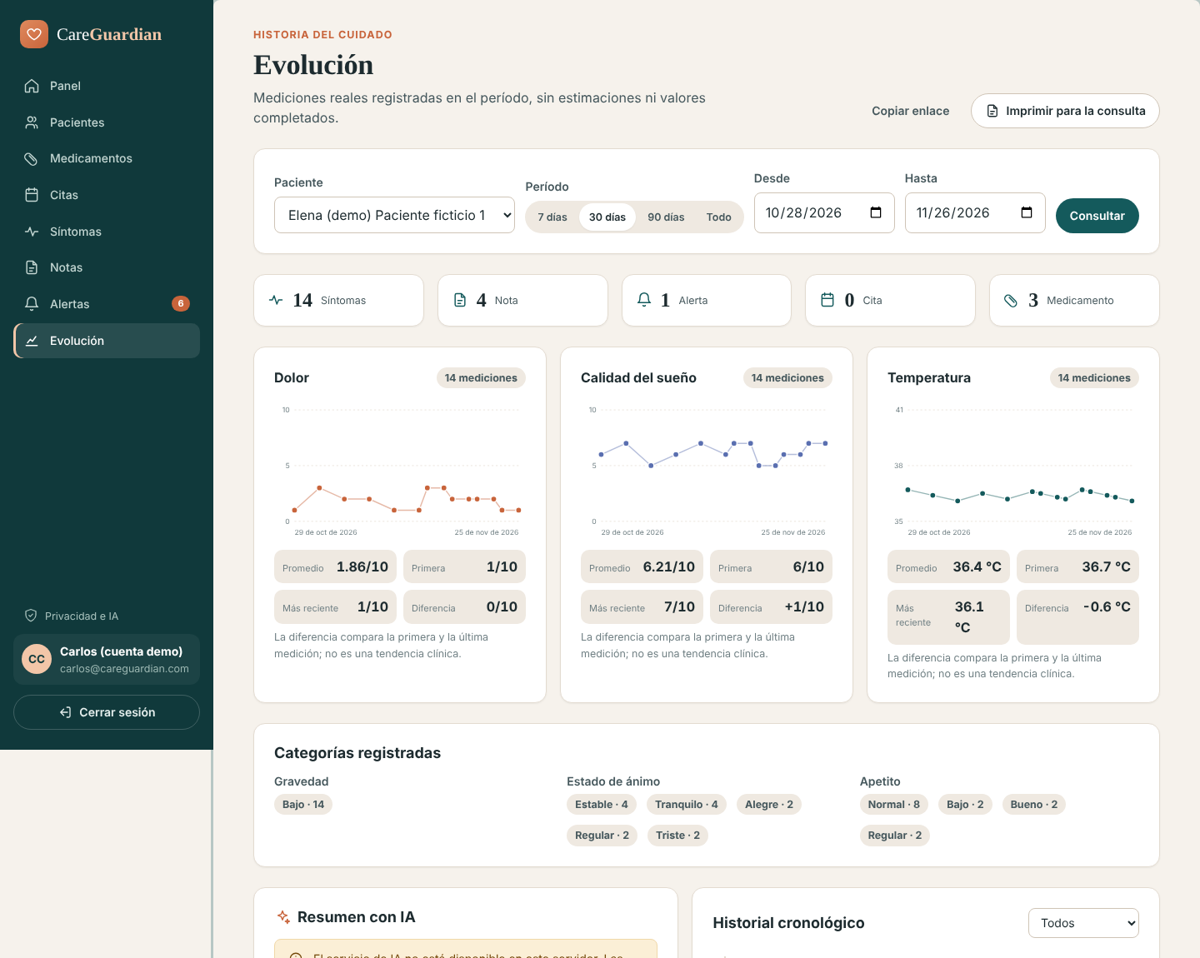 CareGuardian
Panel
Pacientes
Medicamentos
Citas
Síntomas
Notas
Alertas 6
Evolución
Privacidad e IA
CC
Carlos (cuenta demo)
carlos@careguardian.com
Cerrar sesión
HISTORIA DEL CUIDADO
Evolución
Mediciones reales registradas en el período, sin estimaciones ni valores
completados.
Copiar enlace
Imprimir para la consulta
Paciente
Elena (demo) Paciente ficticio 1
Período
7 días 30 días 90 días Todo
Desde
10/28/2026
Hasta
11/26/2026
Consultar
14 Síntomas
4 Nota
1 Alerta
0 Cita
3 Medicamento
Dolor 14 mediciones
10
5
0
29 de oct de 2026 25 de nov de 2026
Promedio 1.86/10
Primera 1/10
Más reciente 1/10
Diferencia 0/10
La diferencia compara la primera y la última
medición; no es una tendencia clínica.
Calidad del sueño 14 mediciones
10
5
0
29 de oct de 2026 25 de nov de 2026
Promedio 6.21/10
Primera 6/10
Más reciente 7/10
Diferencia +1/10
La diferencia compara la primera y la última
medición; no es una tendencia clínica.
Temperatura 14 mediciones
41
38
35
29 de oct de 2026 25 de nov de 2026
Promedio 36.4 °C
Primera 36.7 °C
Más
reciente
36.1
°C
Diferencia -0.6 °C
La diferencia compara la primera y la última
medición; no es una tendencia clínica.
Categorías registradas
Gravedad
Bajo · 14
Estado de ánimo
Estable · 4 Tranquilo · 4 Alegre · 2
Regular · 2 Triste · 2
Apetito
Normal · 8 Bajo · 2 Bueno · 2
Regular · 2
Resumen con IA
El servicio de IA no está disponible en este servidor. Los
Historial cronológico
Todos